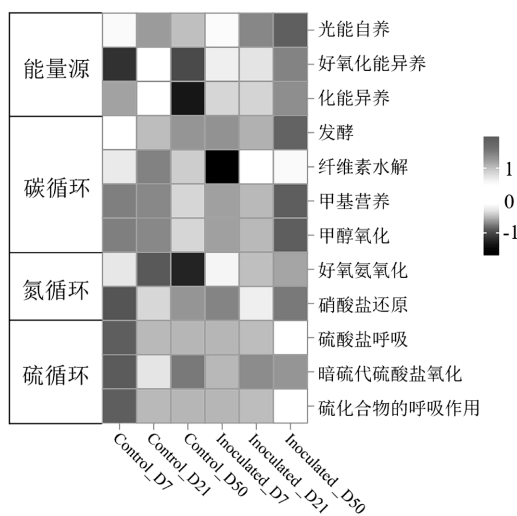 能量源
碳循环
氮循环
硫循环
光能自养
好氧化能异养
化能异养
发酵
纤维素水解
甲基营养
甲醇氧化
好氧氨氧化
硝酸盐还原
硫酸盐呼吸
暗硫代硫酸盐氧化
硫化合物的呼吸作用
1
0
-1
Control_D7
Control_D21
Control_D50
Inoculated_D7
Inoculated_D21
Inoculated_D50